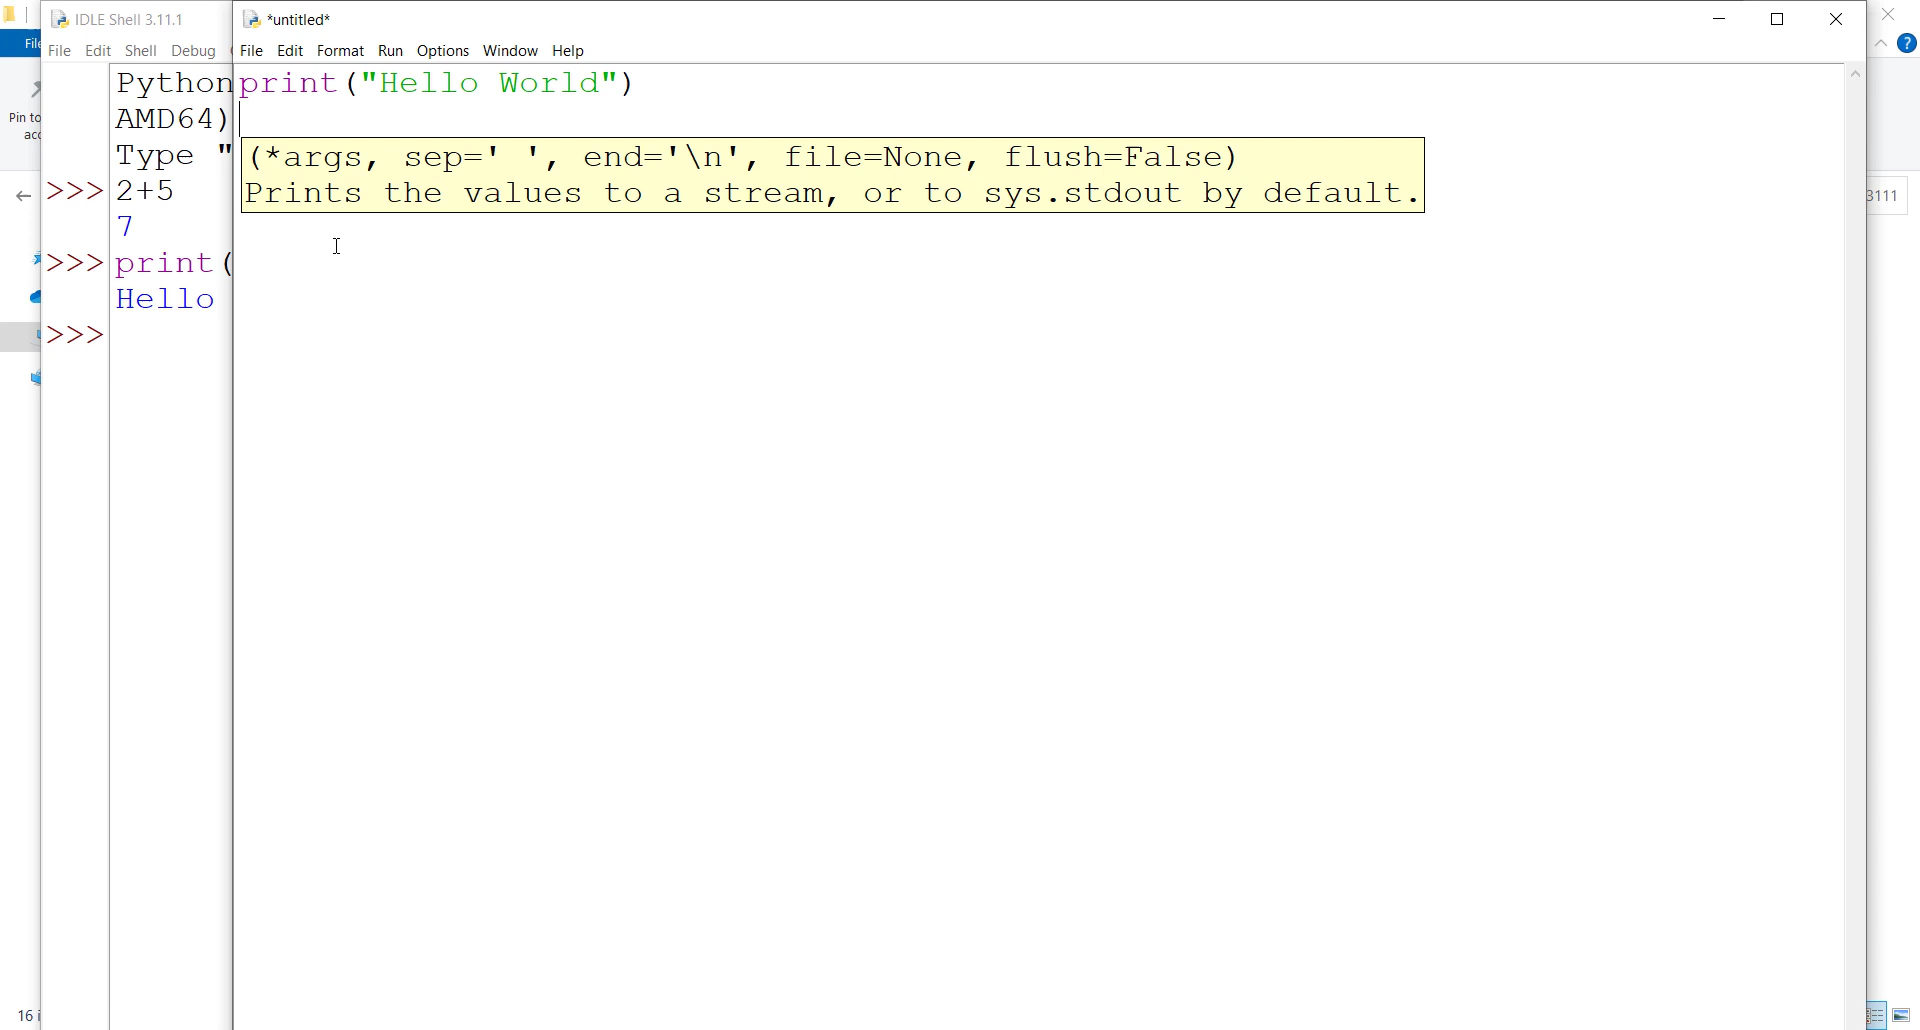 IDLE Shell 3.11.1
*untitled*
File
File Edit Shell Debug
File Edit Format Run Options Window Help
Python
print("Hello World")
Pin to
AMD64)
Type "
(*args, sep=' ', end='\n', file=None, flush=False)
>>> 2+5
Prints the values to a stream, or to sys.stdout by default.
3111
7
>>> print(
Hello
>>>
16